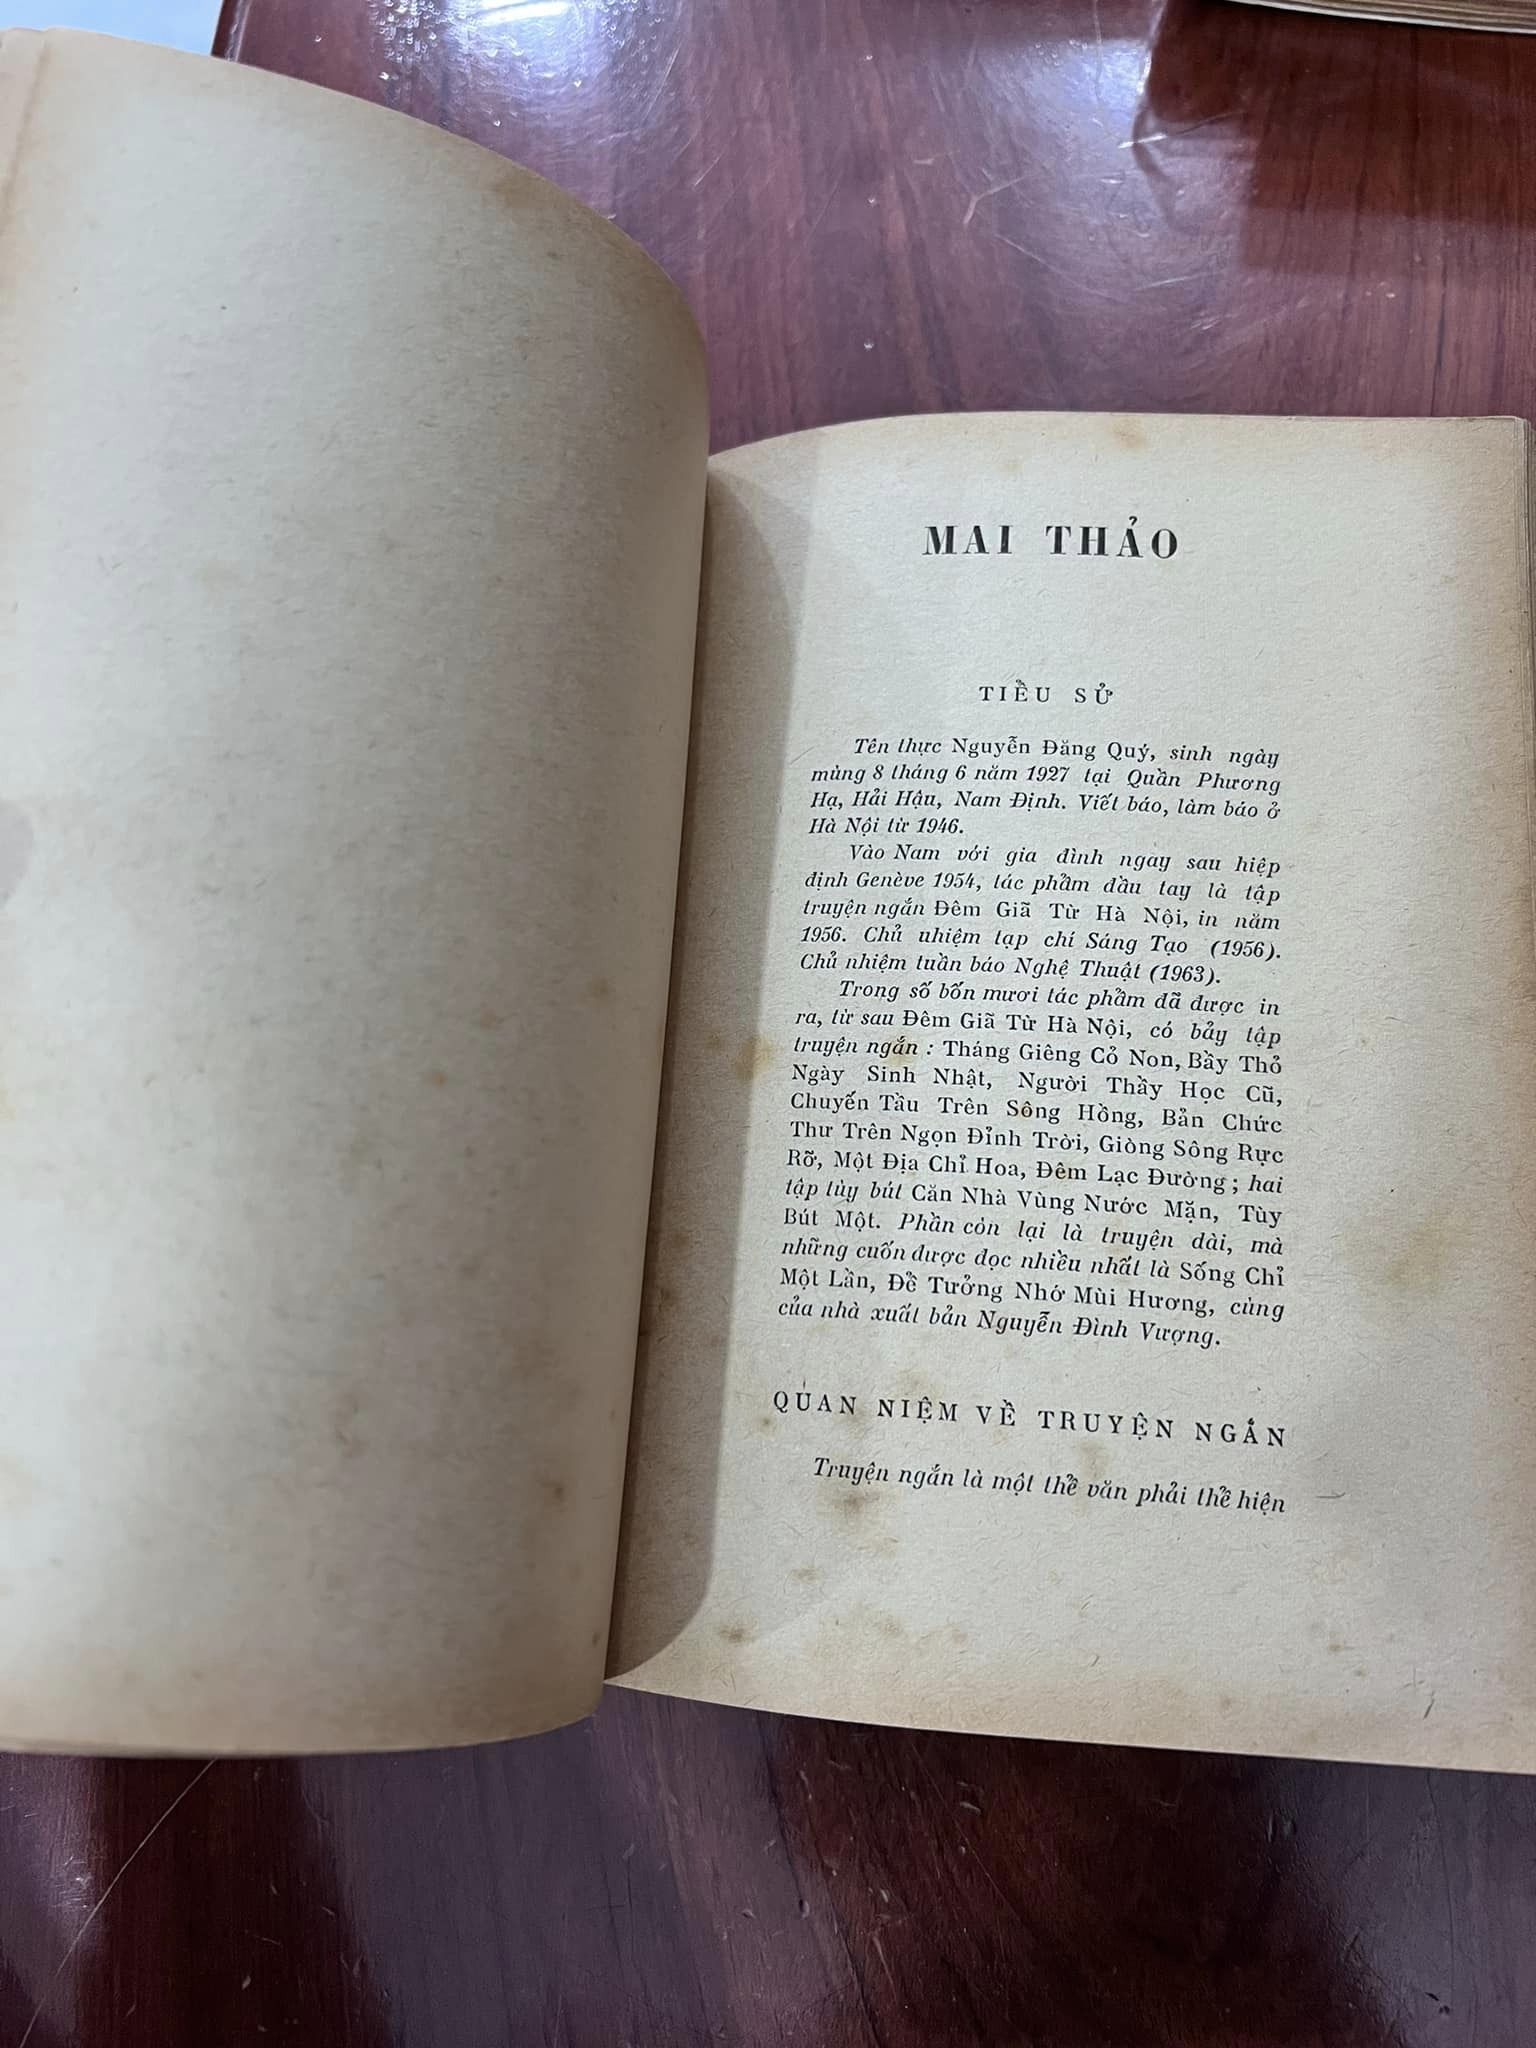 MAI THẢO
TIỂU SỬ
Tên thực Nguyễn Đăng Quý, sinh ngày
mùng 8 tháng 6 năm 1927 tại Quần Phương
Hạ, Hải Hậu, Nam Định. Viết báo, làm báo ở
Hà Nội từ 1946.
Vào Nam với gia đình ngay sau hiệp
định Genève 1954, tác phẩm đầu tay là tập
truyện ngắn Đêm Giã Từ Hà Nội, in năm
1956. Chủ nhiệm tạp chí Sáng Tạo (1956).
Chủ nhiệm tuần báo Nghệ Thuật (1963).
Trong số bốn mươi tác phẩm đã được in
ra, từ sau Đêm Giã Từ Hà Nội, có bảy tập
truyện ngắn : Tháng Giêng Cỏ Non, Bầy Thỏ
Ngày Sinh Nhật, Người Thầy Học Cũ,
Chuyến Tầu Trên Sông Hồng, Bản Chức
Thư Trên Ngọn Đỉnh Trời, Giòng Sông Rực
Rỡ, Một Địa Chỉ Hoa, Đêm Lạc Đường ; hai
tập tùy bút Căn Nhà Vùng Nước Mặn, Tùy
Bút Một. Phần còn lại là truyện dài, mà
những cuốn được đọc nhiều nhất là Sống Chỉ
Một Lần, Để Tưởng Nhớ Mùi Hương, cùng
của nhà xuất bản Nguyễn Đình Vượng.
QUAN NIỆM VỀ TRUYỆN NGẮN
Truyện ngắn là một thể văn phải thể hiện